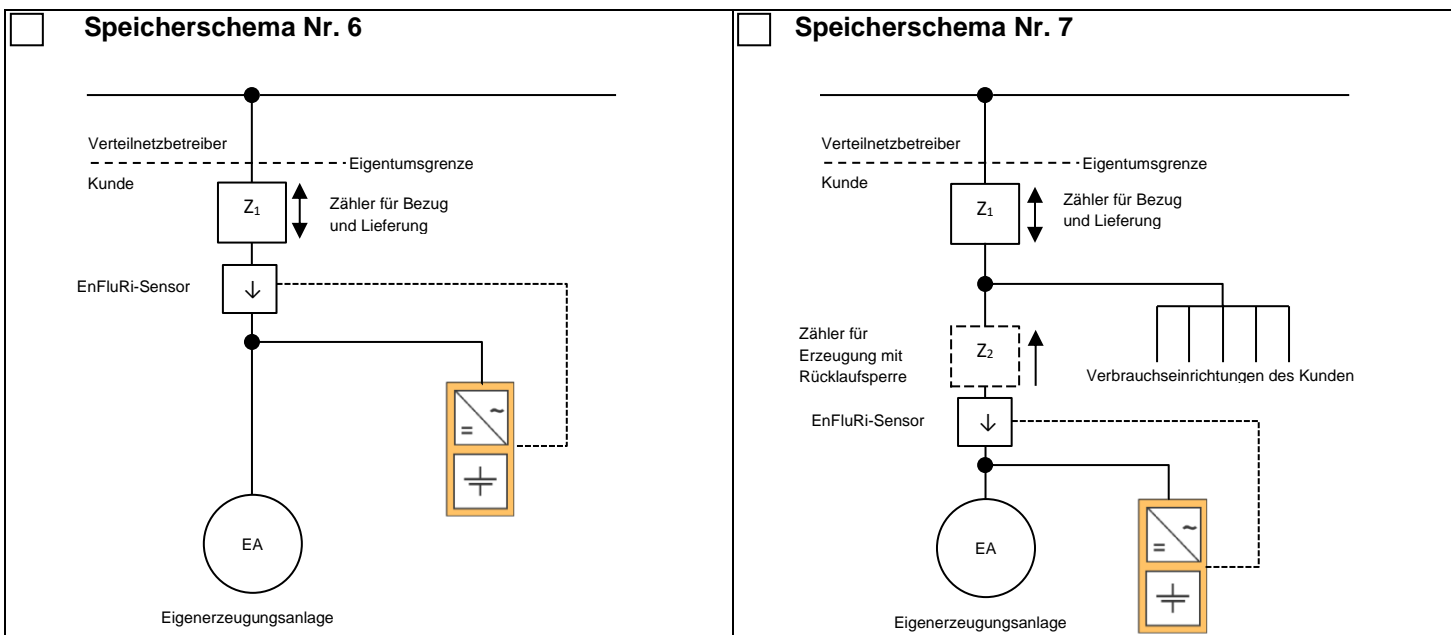 Speicherschema Nr. 6
Verteilnetzbetreiber
Eigentumsgrenze
Kunde
Z1
Zähler für Bezug
und Lieferung
EnFluRi-Sensor
↓
~
=
EA
Eigenerzeugungsanlage
Speicherschema Nr. 7
Verteilnetzbetreiber
Eigentumsgrenze
Kunde
Z1
Zähler für Bezug
und Lieferung
Zähler für
Erzeugung mit
Rücklaufsperre
Z2
Verbrauchseinrichtungen des Kunden
EnFluRi-Sensor
↓
~
=
EA
Eigenerzeugungsanlage